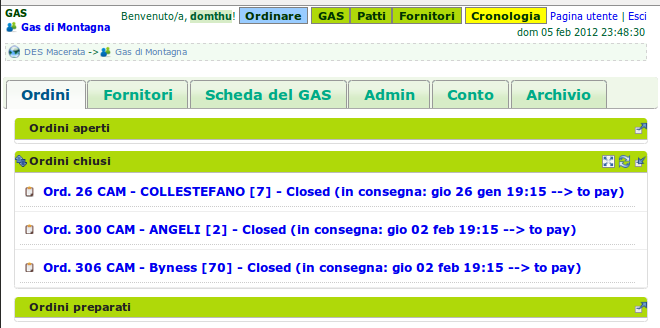 GAS
Gas di Montagna
Benvenuto/a, domthu! Ordinare GAS Patti Fornitori Cronologia Pagina utente | Esci
dom 05 feb 2012 23:48:30
DES Macerata -> Gas di Montagna
Ordini Fornitori Scheda del GAS Admin Conto Archivio
Ordini aperti
Ordini chiusi
Ord. 26 CAM - COLLESTEFANO [7] - Closed (in consegna: gio 26 gen 19:15 --> to pay)
Ord. 300 CAM - ANGELI [2] - Closed (in consegna: gio 02 feb 19:15 --> to pay)
Ord. 306 CAM - Byness [70] - Closed (in consegna: gio 02 feb 19:15 --> to pay)
Ordini preparati